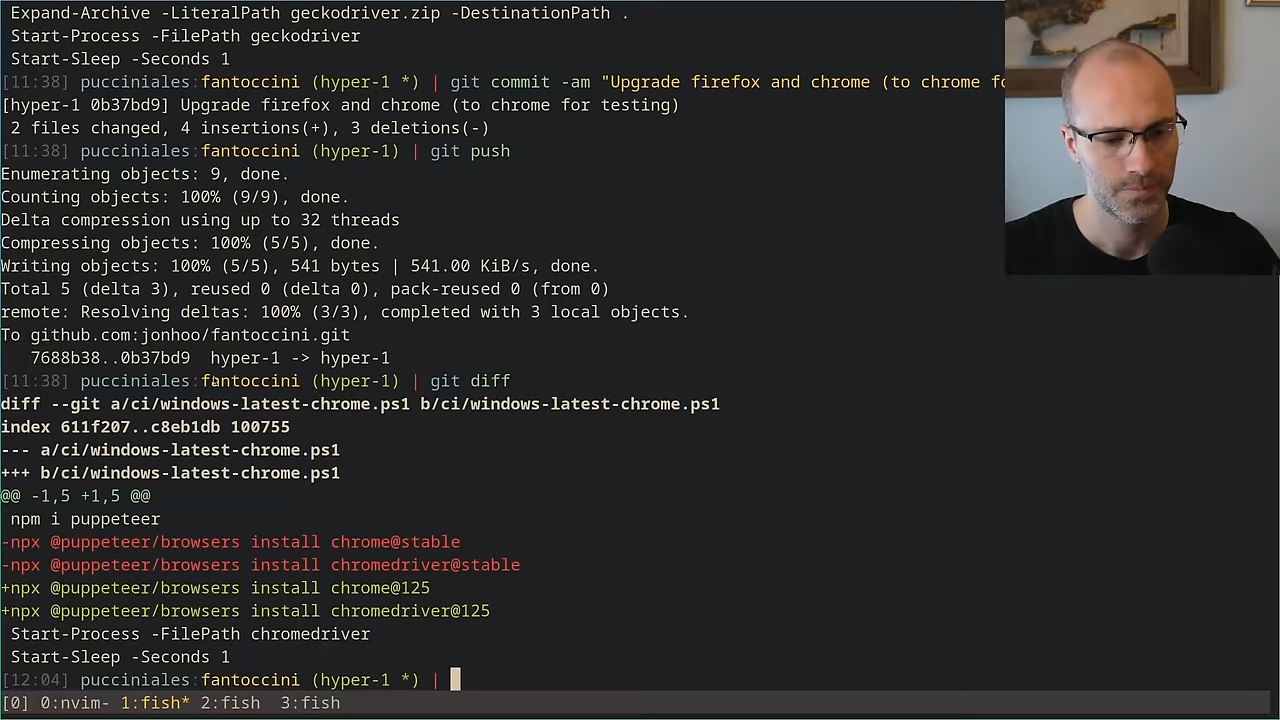 Expand-Archive -LiteralPath geckodriver.zip -DestinationPath .
Start-Process -FilePath geckodriver
Start-Sleep -Seconds 1
[11:38] pucciniales:fantoccini (hyper-1 *) | git commit -am "Upgrade firefox and chrome (to chrome fo
[hyper-1 0b37bd9] Upgrade firefox and chrome (to chrome for testing)
2 files changed, 4 insertions(+), 3 deletions(-)
[11:38] pucciniales:fantoccini (hyper-1) | git push
Enumerating objects: 9, done.
Counting objects: 100% (9/9), done.
Delta compression using up to 32 threads
Compressing objects: 100% (5/5), done.
Writing objects: 100% (5/5), 541 bytes | 541.00 KiB/s, done.
Total 5 (delta 3), reused 0 (delta 0), pack-reused 0 (from 0)
remote: Resolving deltas: 100% (3/3), completed with 3 local objects.
To github.com:jonhoo/fantoccini.git
7688b38..0b37bd9  hyper-1 -> hyper-1
[11:38] pucciniales:fantoccini (hyper-1) | git diff
diff --git a/ci/windows-latest-chrome.ps1 b/ci/windows-latest-chrome.ps1
index 611f207..c8eb1db 100755
--- a/ci/windows-latest-chrome.ps1
+++ b/ci/windows-latest-chrome.ps1
@@ -1,5 +1,5 @@
npm i puppeteer
-npx @puppeteer/browsers install chrome@stable
-npx @puppeteer/browsers install chromedriver@stable
+npx @puppeteer/browsers install chrome@125
+npx @puppeteer/browsers install chromedriver@125
Start-Process -FilePath chromedriver
Start-Sleep -Seconds 1
[12:04] pucciniales:fantoccini (hyper-1 *) |
[0] 0:nvim- 1:fish* 2:fish  3:fish